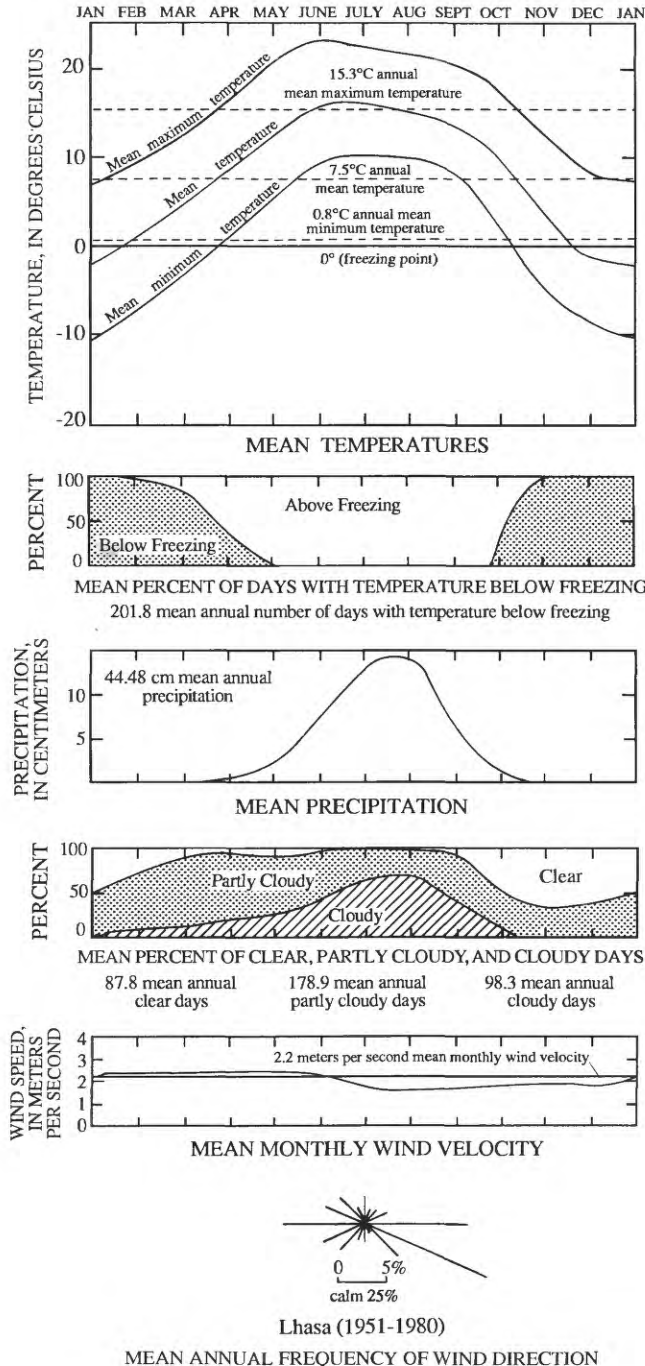 JAN FEB MAR APR MAY JUNE JULY AUG SEPT OCT NOV DEC JAN
TEMPERATURE, IN DEGREES CELSIUS
20
10
0
-10
-20
Mean maximum temperature
Mean temperature
Mean minimum temperature
15.3°C annual
mean maximum temperature
7.5°C annual
mean temperature
0.8°C annual mean
minimum temperature
0° (freezing point)
MEAN TEMPERATURES
PERCENT
100
50
0
Above Freezing
Below Freezing
MEAN PERCENT OF DAYS WITH TEMPERATURE BELOW FREEZING
201.8 mean annual number of days with temperature below freezing
PRECIPITATION,
IN CENTIMETERS
10
5
44.48 cm mean annual
precipitation
MEAN PRECIPITATION
PERCENT
100
50
0
Partly Cloudy
Clear
Cloudy
MEAN PERCENT OF CLEAR, PARTLY CLOUDY, AND CLOUDY DAYS
87.8 mean annual
clear days
178.9 mean annual
partly cloudy days
98.3 mean annual
cloudy days
WIND SPEED,
IN METERS
PER SECOND
4
3
2
1
0
2.2 meters per second mean monthly wind velocity
MEAN MONTHLY WIND VELOCITY
0 5%
calm 25%
Lhasa (1951-1980)
MEAN ANNUAL FREQUENCY OF WIND DIRECTION